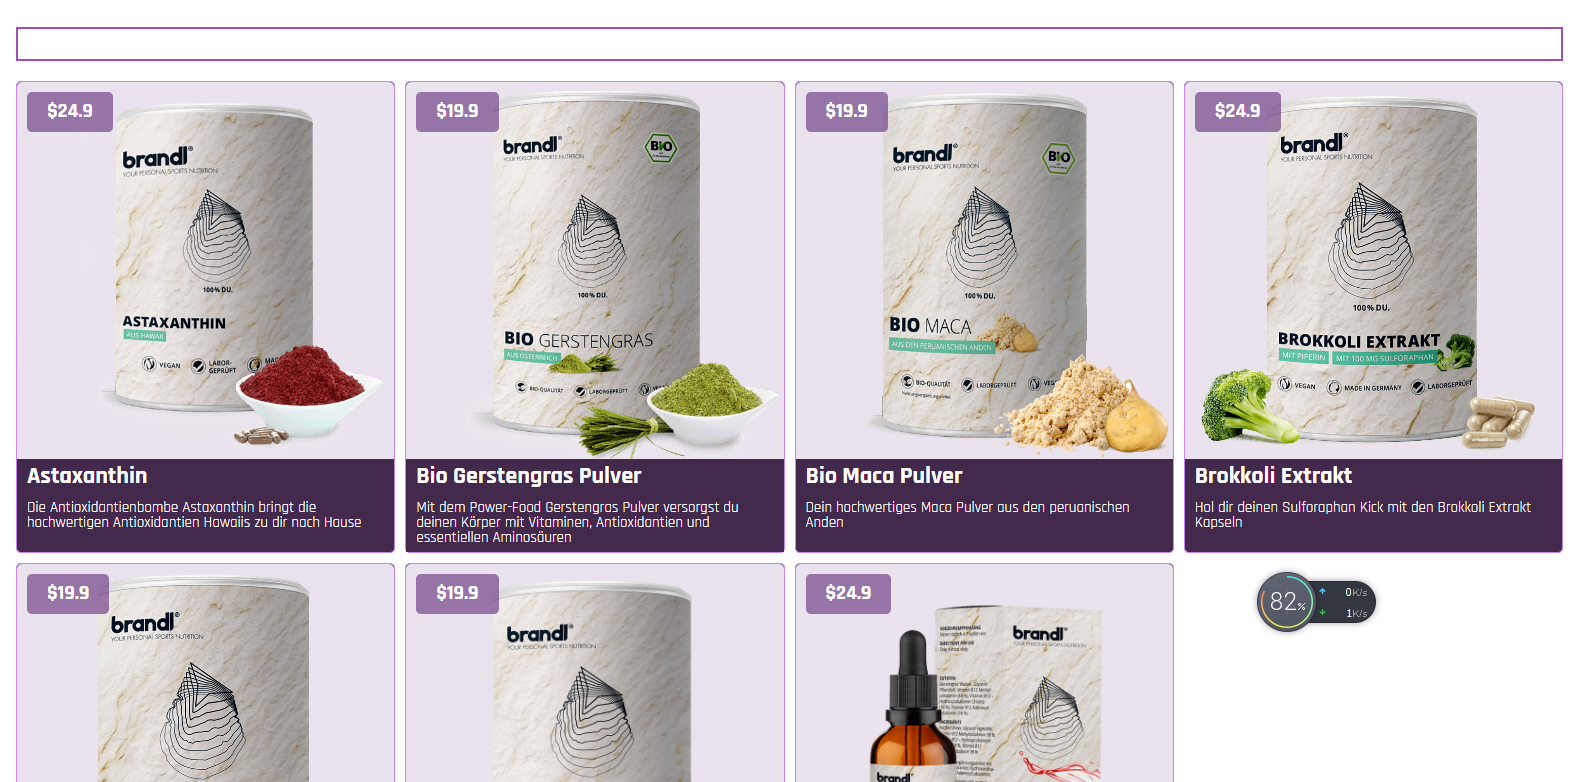 $24.9
brandl®
YOUR PERSONAL SPORTS NUTRITION
100% DU.
ASTAXANTHIN
AUS HAWAII
VEGAN
LABOR-
GEPRÜFT
Astaxanthin
Die Antioxidantienbombe Astaxanthin bringt die
hochwertigen Antioxidantien Hawaiis zu dir nach Hause
$19.9
brandl®
YOUR PERSONAL SPORTS NUTRITION
BIO
100% DU.
BIO GERSTENGRAS
AUS ÖSTERREICH
BIO-QUALITÄT
LABORGEPRÜFT
Bio Gerstengras Pulver
Mit dem Power-Food Gerstengras Pulver versorgst du
deinen Körper mit Vitaminen, Antioxidantien und
essentiellen Aminosäuren
$19.9
brandl®
YOUR PERSONAL SPORTS NUTRITION
BIO
100% DU.
BIO MACA
AUS DEN PERUANISCHEN ANDEN
BIO-QUALITÄT
LABORGEPRÜFT
Nahrungsergänzungsmittel
Bio Maca Pulver
Dein hochwertiges Maca Pulver aus den peruanischen
Anden
$24.9
brandl®
YOUR PERSONAL SPORTS NUTRITION
100% DU.
BROKKOLI EXTRAKT
MIT PIPERIN
MIT 100 MG SULFORAPHAN
VEGAN
MADE IN GERMANY
LABORGEPRÜFT
Brokkoli Extrakt
Hol dir deinen Sulforaphan Kick mit den Brokkoli Extrakt
Kapseln
$19.9
brandl®
YOUR PERSONAL SPORTS NUTRITION
$19.9
brandl®
YOUR PERSONAL SPORTS NUTRITION
$24.9
brandl®
YOUR PERSONAL SPORTS NUTRITION
ZUTATEN
brandl
82%
0K/s
1K/s